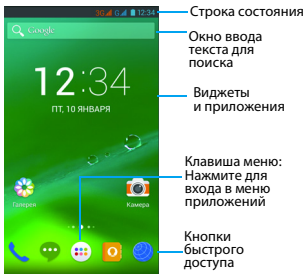 3G G 12:34
Строка состояния
Google
Окно ввода
текста для
поиска
12:34
ПТ, 10 ЯНВАРЯ
Виджеты
и приложения
Клавиша меню:
Нажмите для
входа в меню
приложений
Галерея
Камера
Кнопки
быстрого
доступа